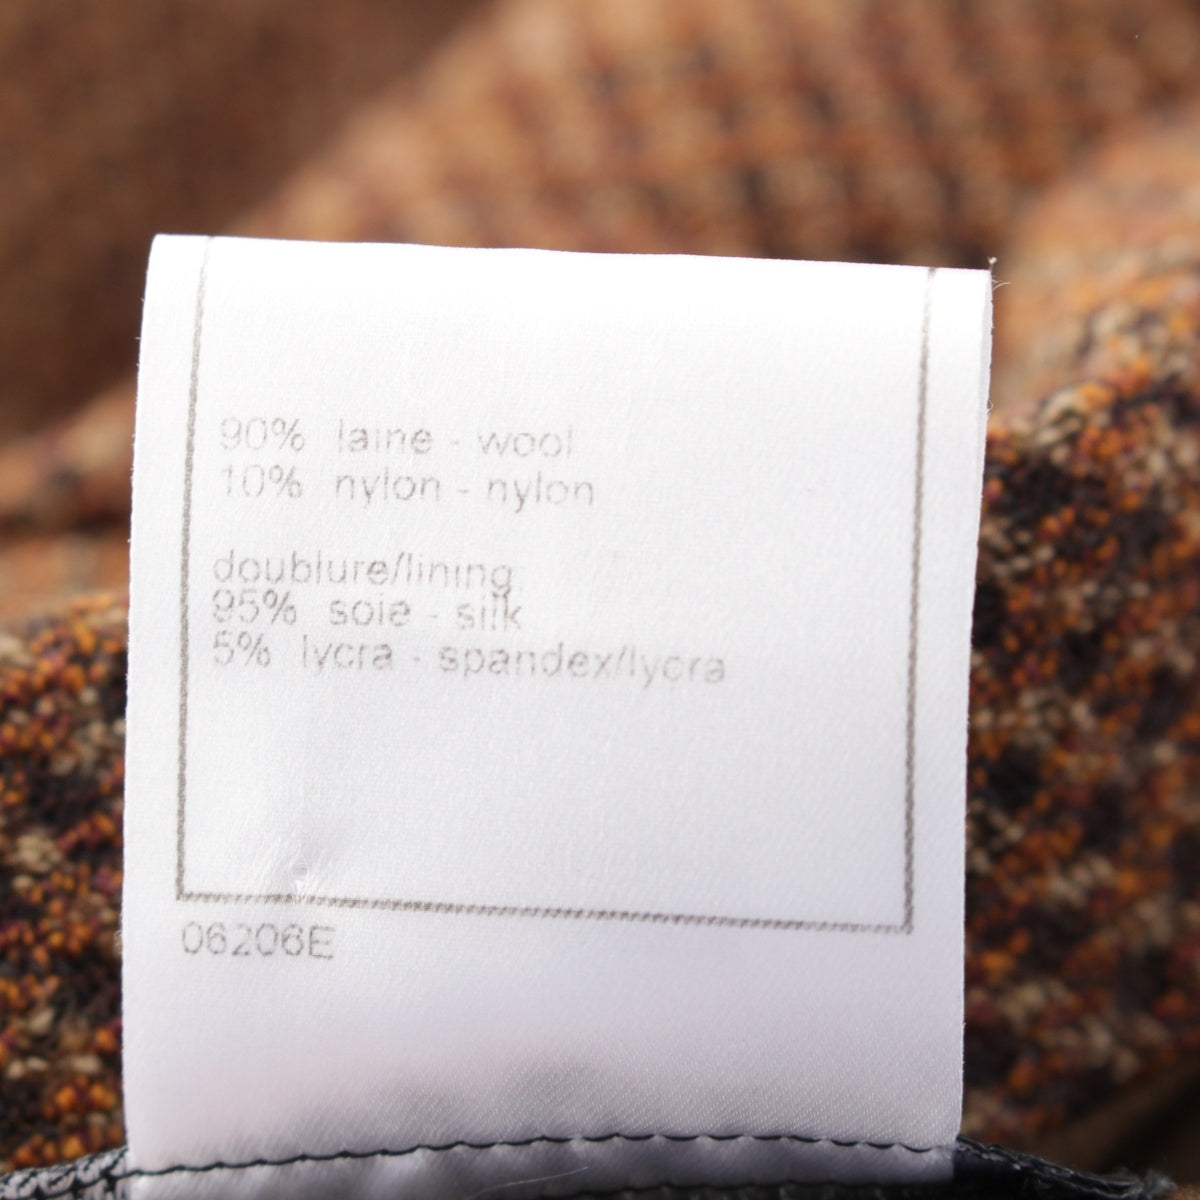 90% laine - wool
10% nylon - nylon
doublure/lining
95% soie - silk
5% lycra - spandex/lycra
06206E